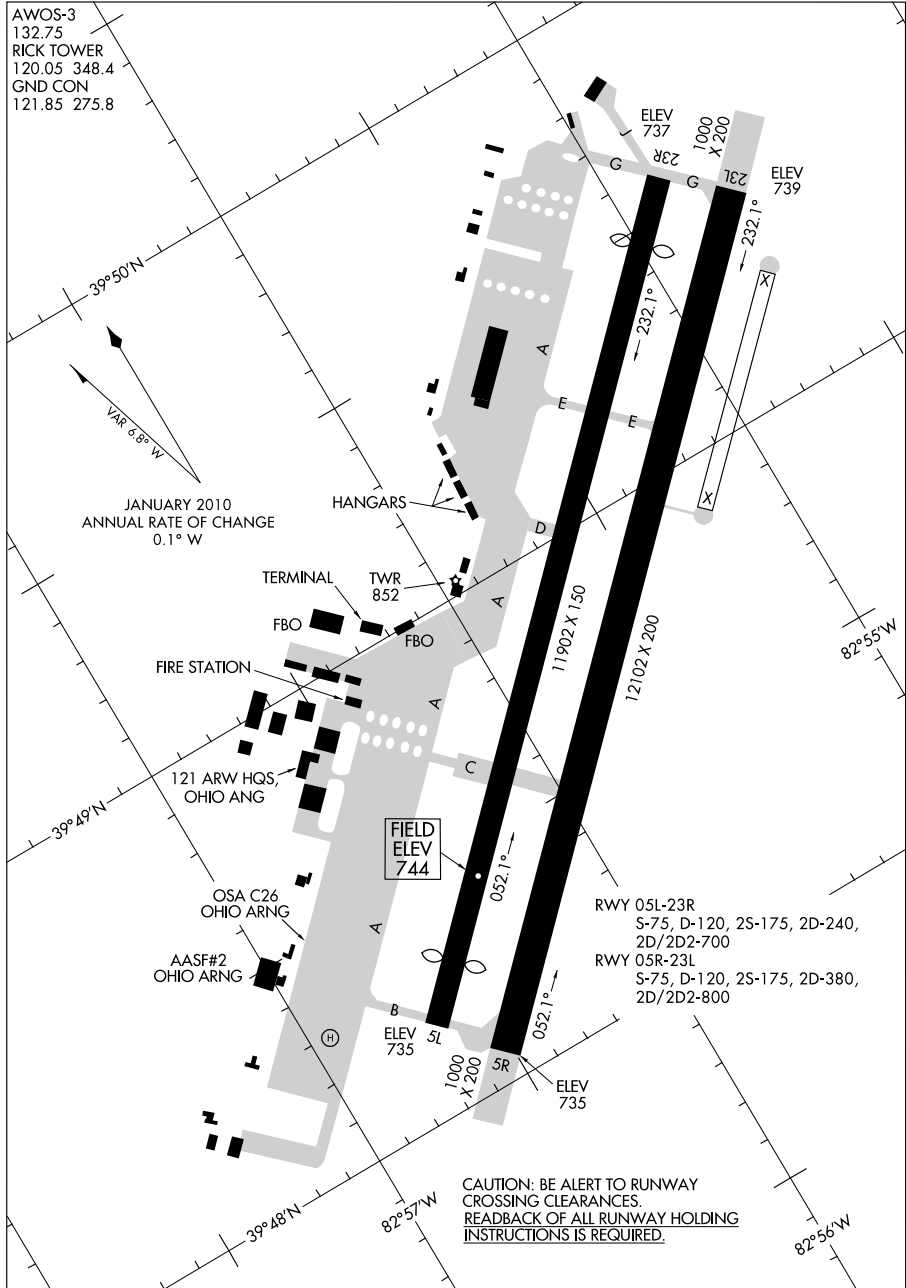 AWOS-3
132.75
RICK TOWER
120.05 348.4
GND CON
121.85 275.8
ELEV
737
J
1000
X 200
23R
G
G
23L
ELEV
739
232.1°
39°50'N
232.1°
X
A
VAR 6.8° W
E
E
JANUARY 2010
ANNUAL RATE OF CHANGE
0.1° W
HANGARS
X
D
TERMINAL
TWR
852
A
FBO
FBO
11902 X 150
12102 X 200
82°55'W
FIRE STATION
A
121 ARW HQS,
OHIO ANG
C
39°49'N
FIELD
ELEV
744
052.1°
OSA C26
OHIO ARNG
A
AASF#2
OHIO ARNG
RWY 05L-23R
S-75, D-120, 2S-175, 2D-240,
2D/2D2-700
RWY 05R-23L
S-75, D-120, 2S-175, 2D-380,
2D/2D2-800
052.1°
B
H
ELEV
735
5L
1000
X 200
5R
ELEV
735
39°48'N
82°57'W
82°56'W
CAUTION: BE ALERT TO RUNWAY
CROSSING CLEARANCES.
READBACK OF ALL RUNWAY HOLDING
INSTRUCTIONS IS REQUIRED.